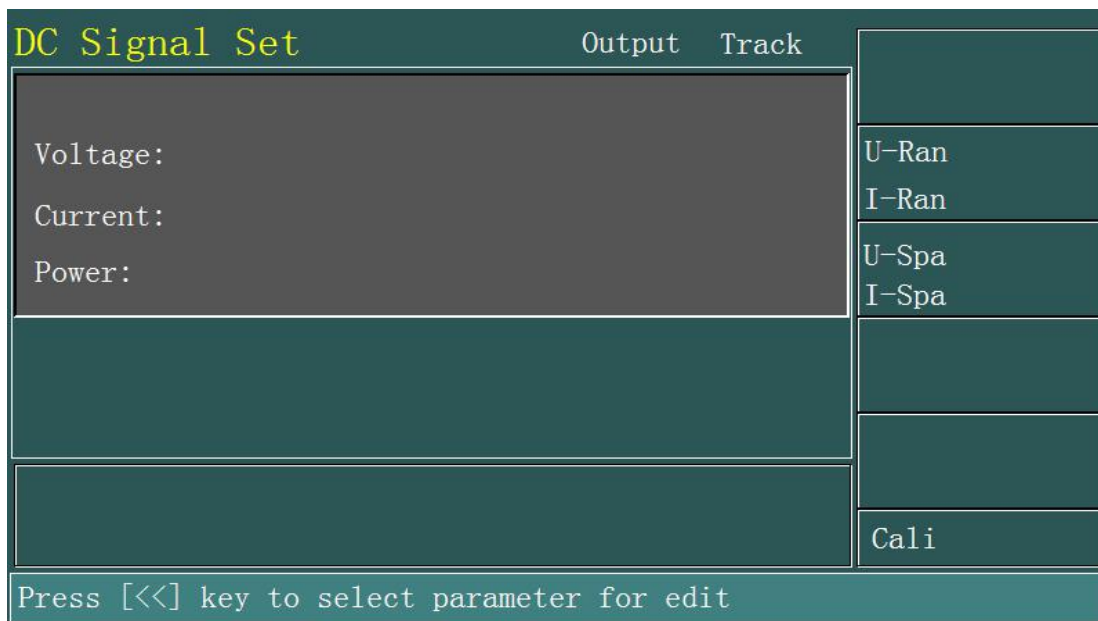 DC Signal Set
Output Track
Voltage:
Current:
Power:
U-Ran
I-Ran
U-Spa
I-Spa
Cali
Press [<<] key to select parameter for edit